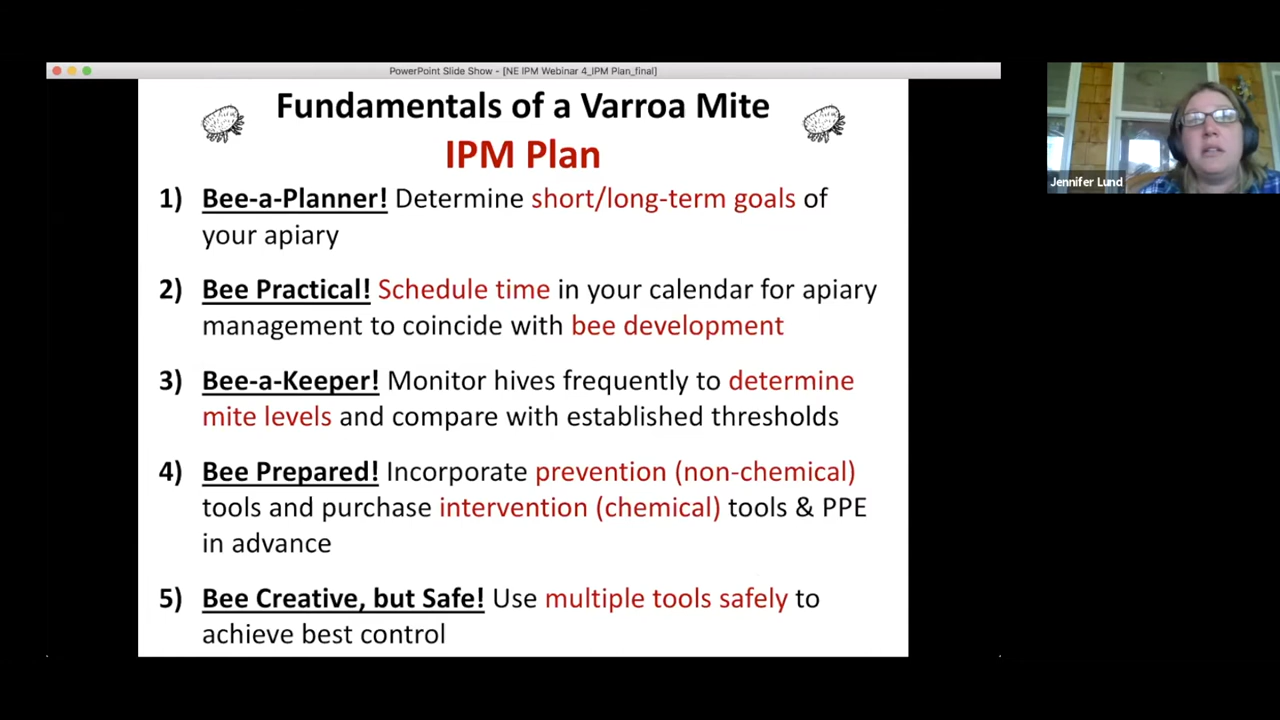 PowerPoint Slide Show - [NE IPM Webinar 4_IPM Plan_final]
Fundamentals of a Varroa Mite
IPM Plan
1) Bee-a-Planner! Determine short/long-term goals of
your apiary
2) Bee Practical! Schedule time in your calendar for apiary
management to coincide with bee development
3) Bee-a-Keeper! Monitor hives frequently to determine
mite levels and compare with established thresholds
4) Bee Prepared! Incorporate prevention (non-chemical)
tools and purchase intervention (chemical) tools & PPE
in advance
5) Bee Creative, but Safe! Use multiple tools safely to
achieve best control
Jennifer Lund